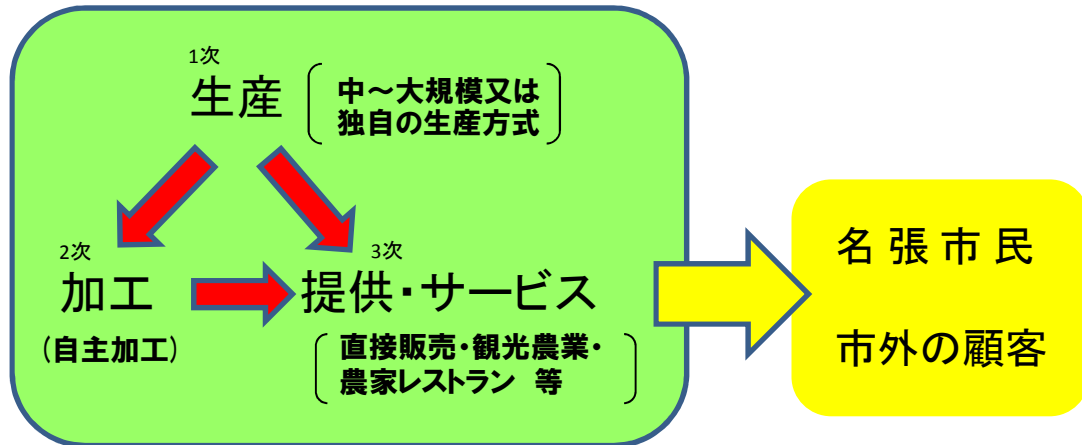 1次
生産
中～大規模又は
独自の生産方式
2次
加工
(自主加工)
3次
提供・サービス
直接販売・観光農業・
農家レストラン 等
名張市民
市外の顧客